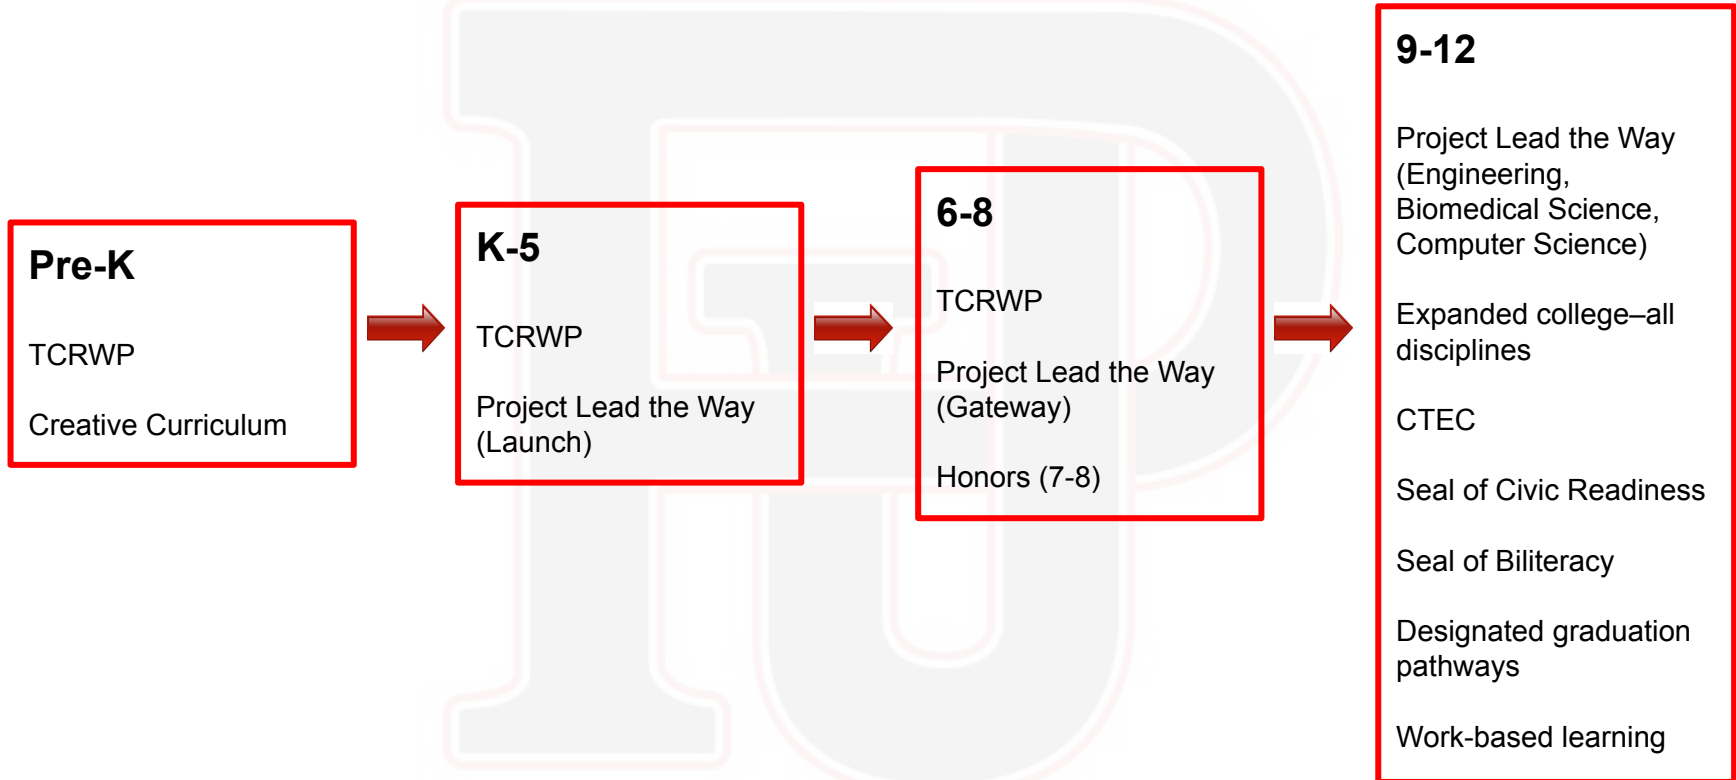 Pre-K
TCRWP
Creative Curriculum
K-5
TCRWP
Project Lead the Way
(Launch)
6-8
TCRWP
Project Lead the Way
(Gateway)
Honors (7-8)
9-12
Project Lead the Way
(Engineering,
Biomedical Science,
Computer Science)
Expanded college–all
disciplines
CTEC
Seal of Civic Readiness
Seal of Biliteracy
Designated graduation
pathways
Work-based learning